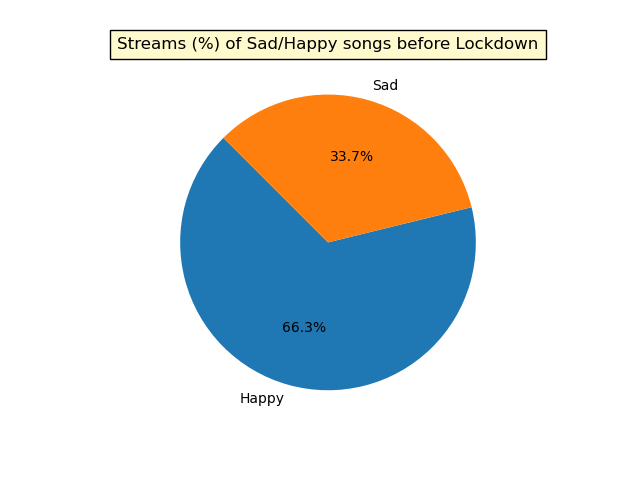 Streams (%) of Sad/Happy songs before Lockdown
Sad
33.7%
66.3%
Happy